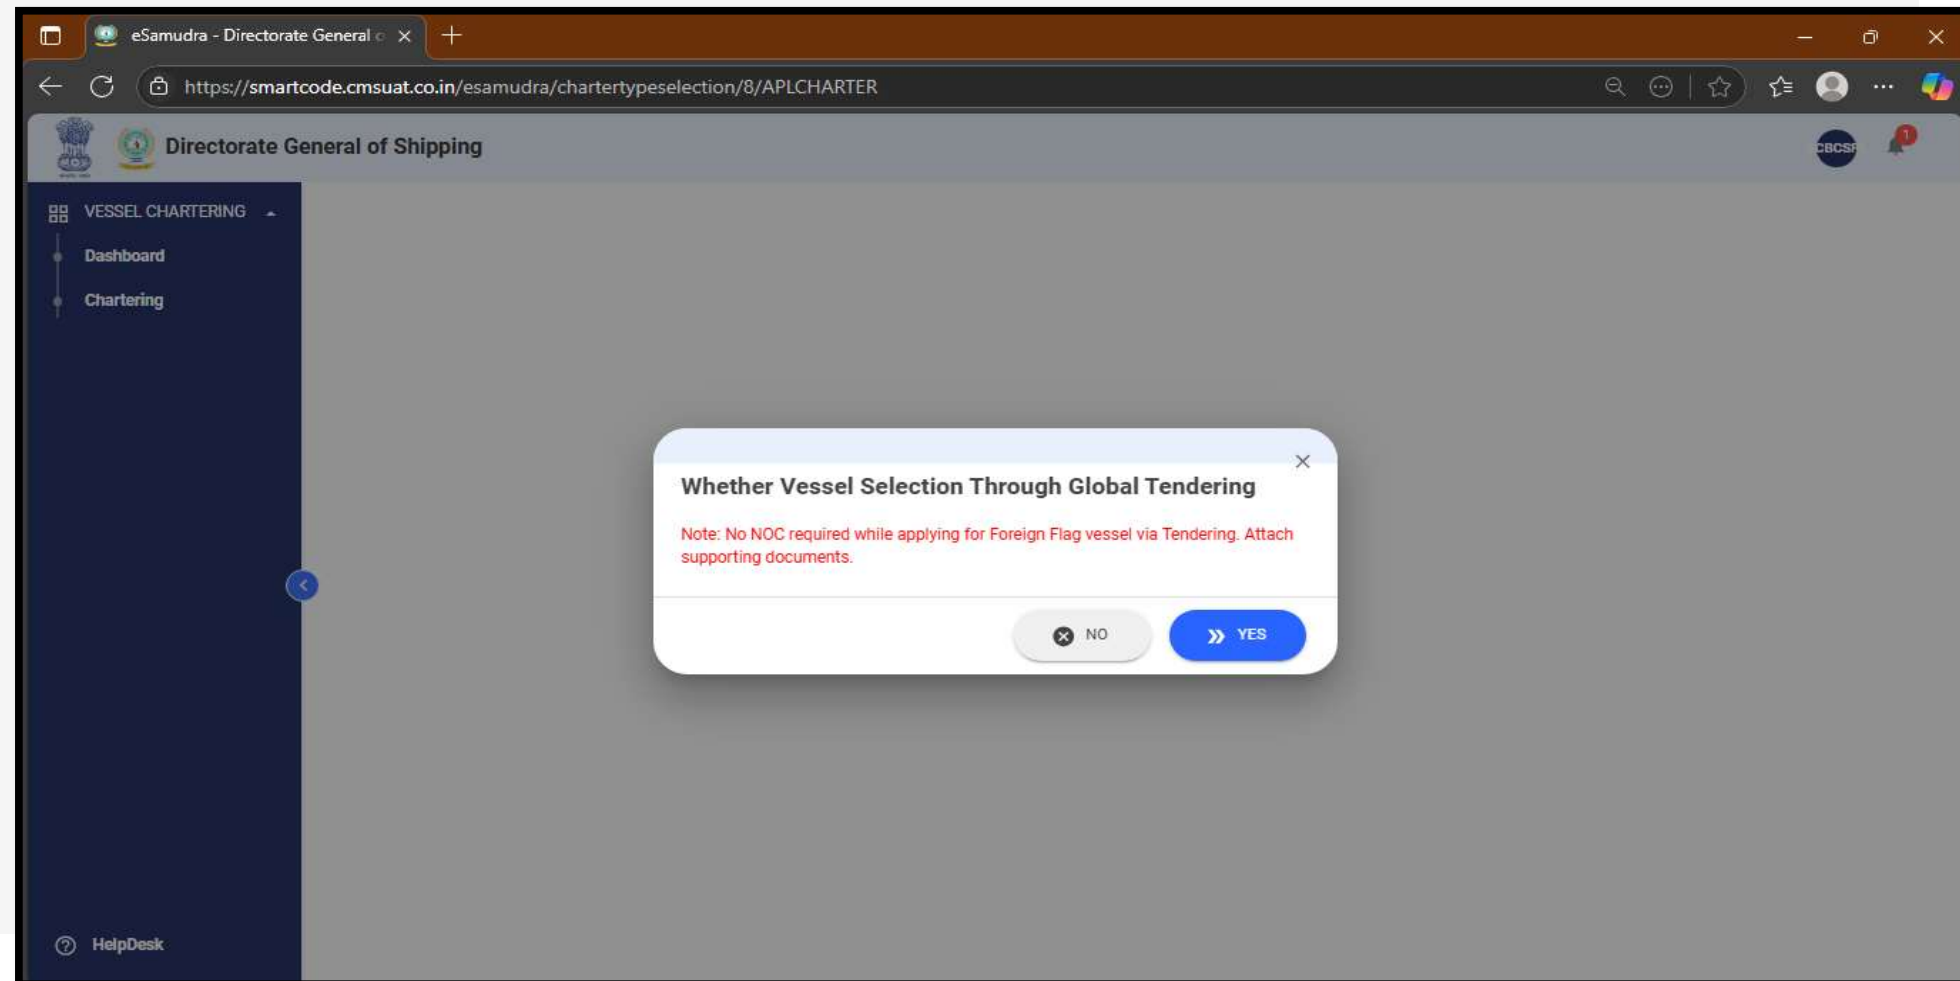 eSamudra - Directorate General
https://smartcode.cmsuat.co.in/esamudra/chartertypeselection/8/APLCHARTER
Directorate General of Shipping
CBCSF
1
VESSEL CHARTERING
Dashboard
Chartering
Whether Vessel Selection Through Global Tendering
Note: No NOC required while applying for Foreign Flag vessel via Tendering. Attach
supporting documents.
NO
YES
HelpDesk